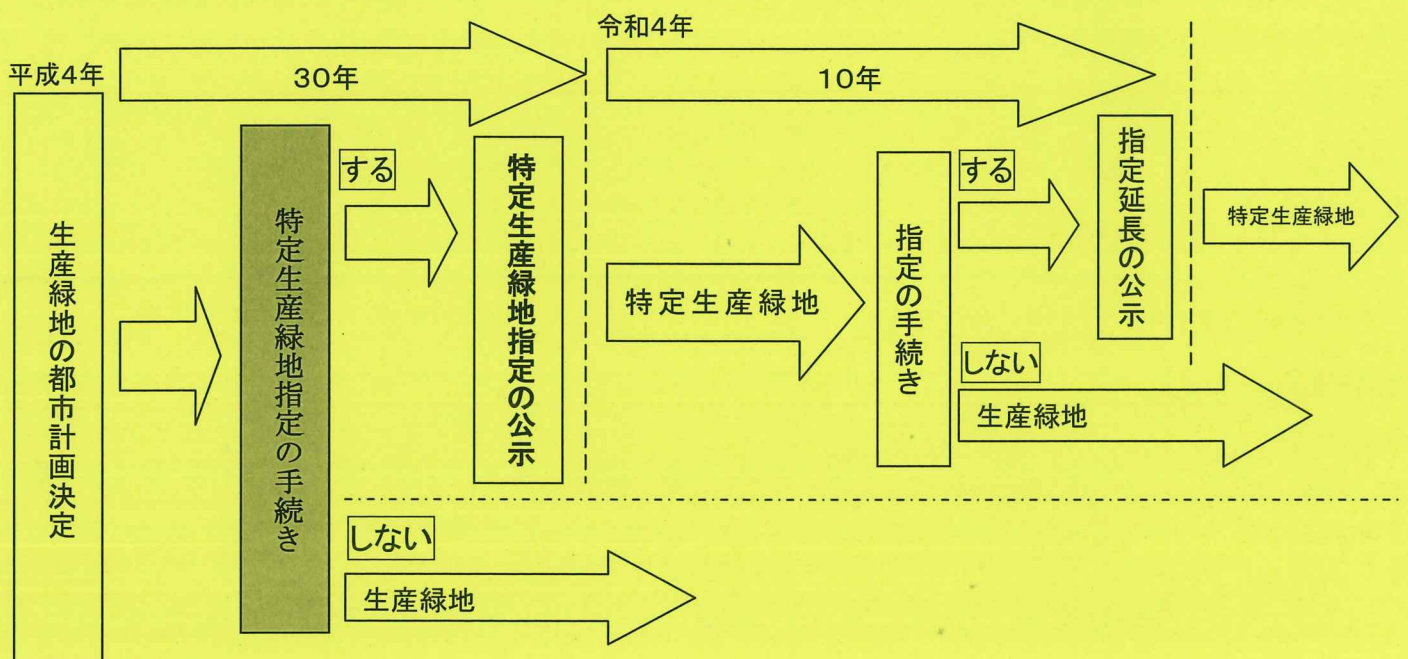 平成4年
30年
令和4年
10年
生産緑地の都市計画決定
特定生産緑地指定の手続き
する
特定生産緑地指定の公示
しない
生産緑地
特定生産緑地
指定の手続き
する
指定延長の公示
しない
生産緑地
特定生産緑地